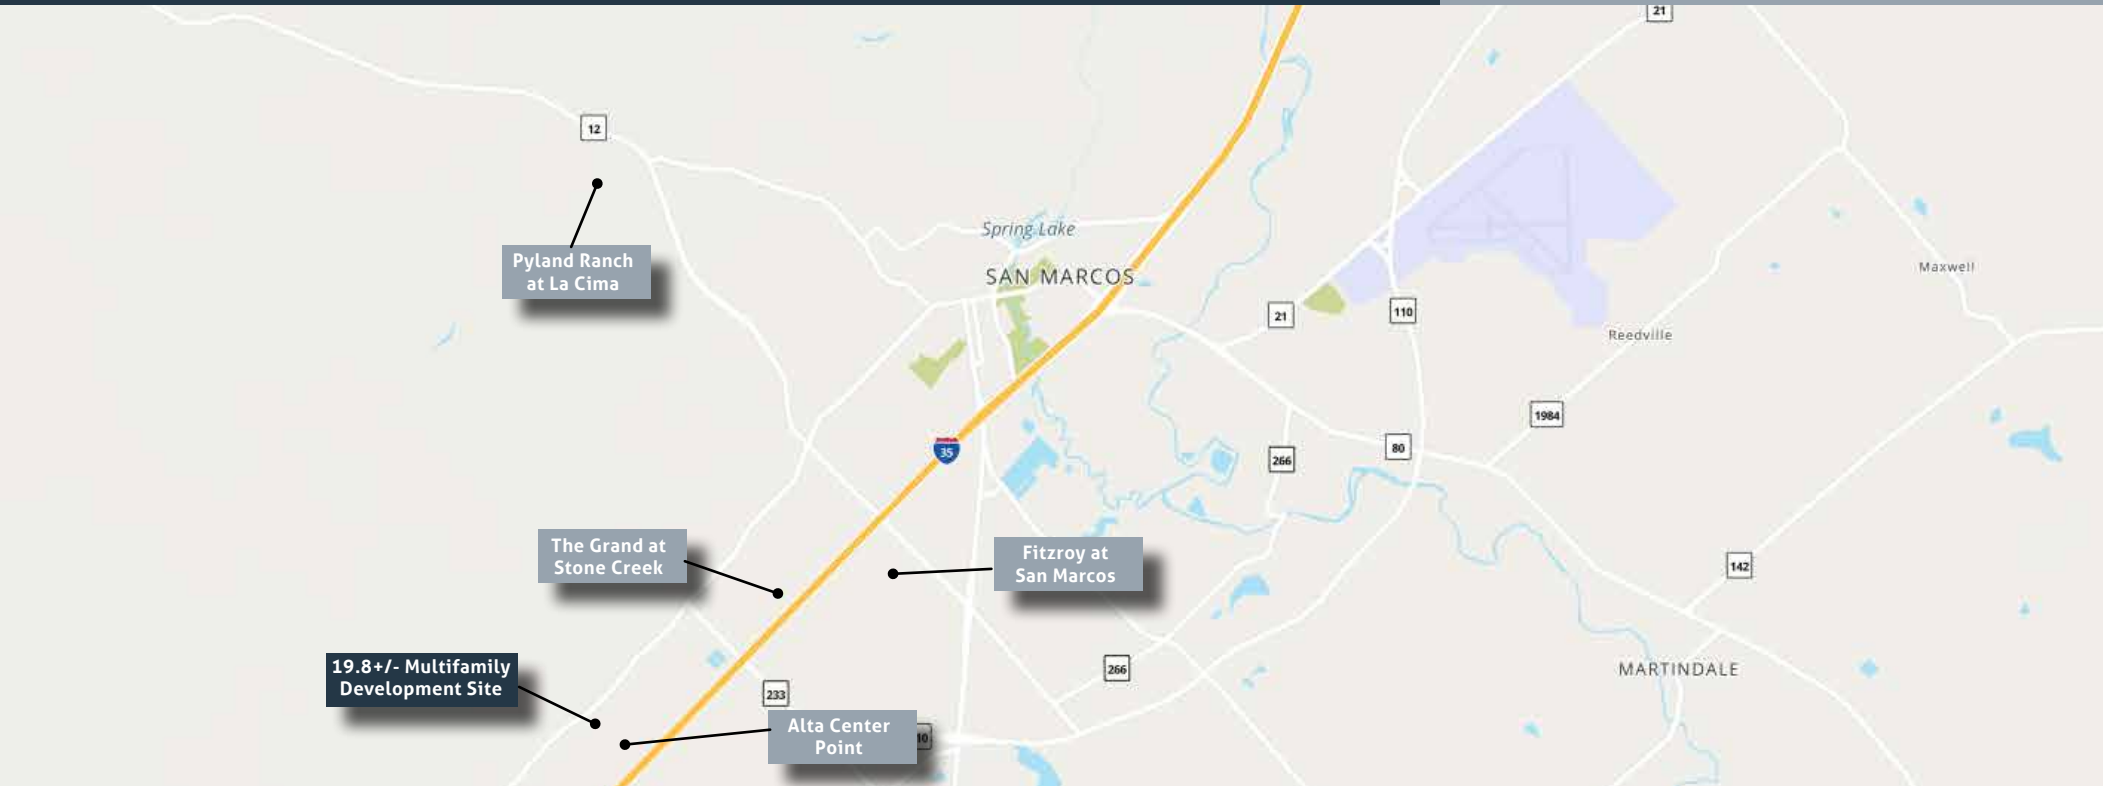 21
12
Spring Lake
Pyland Ranch
at La Cima
SAN MARCOS
Maxwell
21
110
Reedville
1984
35
80
266
The Grand at
Stone Creek
Fitzroy at
San Marcos
142
19.8+/- Multifamily
Development Site
266
MARTINDALE
233
Alta Center
Point